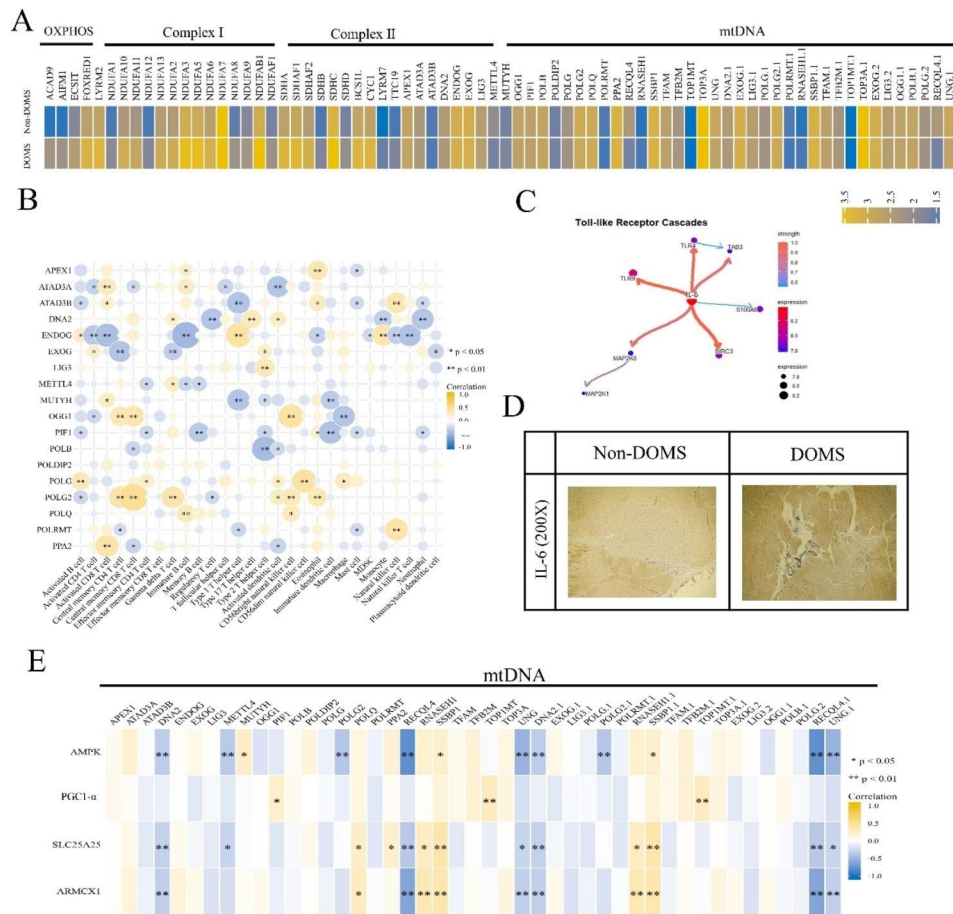 A
OXPHOS Complex I Complex II mtDNA
ACAD9 AIFM1 ECSIT FOXRED1 LYRM2 NDUFA1 NDUFA10 NDUFA11 NDUFA12 NDUFA13 NDUFA2 NDUFA3 NDUFA5 NDUFA6 NDUFA7 NDUFA8 NDUFA9 NDUFAB1 NDUFAF1 SDHA SDHAF1 SDHAF2 SDHB SDHC SDHD BCS1L CYC1 LYRM7 TTC19 APEX1 ATAD3A ATAD3B DNA2 ENDOG EXOG LIG3 METTL4 MUTYH OGG1 PIF1 POLB POLDIP2 POLG POLG2 POLQ POLRMT PPA2 RECQL4 RNASEH1 SSBP1 TFAM TFB2M TOP1MT TOP3A UNG DNA2.1 EXOG.1 LIG3.1 POLG.1 POLG2.1 POLRMT.1 RNASEH1.1 SSBP1.1 TFAM.1 TFB2M.1 TOP1MT.1 TOP3A.1 EXOG.2 LIG3.2 OGG1.1 POLB.1 POLG.2 RECQL4.1 UNG.1
Non-DOMS
DOMS
3.5 3 2.5 2 1.5
B
APEX1
ATAD3A
ATAD3B
DNA2
ENDOG
EXOG
LIG3
METTL4
MUTYH
OGG1
PIF1
POLB
POLDIP2
POLG
POLG2
POLQ
POLRMT
PPA2
Activated B cell
Activated CD4 T cell
Activated CD8 T cell
Central memory CD4 T cell
Central memory CD8 T cell
Effector memory CD4 T cell
Effector memory CD8 T cell
Gamma delta T cell
Immature B cell
Memory B cell
Regulatory T cell
T follicular helper cell
Type 1 T helper cell
Type 17 T helper cell
Type 2 T helper cell
Activated dendritic cell
CD56bright natural killer cell
CD56dim natural killer cell
Eosinophil
Immature dendritic cell
Macrophage
Mast cell
MDSC
Monocyte
Natural killer cell
Natural killer T cell
Neutrophil
Plasmacytoid dendritic cell
* p < 0.05
** p < 0.01
Correlation
1.0
0.5
0.0
-1.0
C
Toll-like Receptor Cascades
TLR4
TAB3
TLR9
IL-6
S100A8
MAP2K6
BIRC3
MAP2K1
strength
1.0
0.9
0.8
0.7
0.6
0.5
expression
8.2
8.0
7.8
expression
7.8
8.0
8.2
D
Non-DOMS DOMS
IL-6 (200X)
E
mtDNA
APEX1 ATAD3A ATAD3B DNA2 ENDOG EXOG LIG3 METTL4 MUTYH OGG1 PIF1 POLB POLDIP2 POLG POLG2 POLQ POLRMT PPA2 RECQL4 RNASEH1 SSBP1 TFAM TFB2M TOP1MT TOP3A UNG DNA2.1 EXOG.1 LIG3.1 POLG.1 POLG2.1 POLRMT.1 RNASEH1.1 SSBP1.1 TFAM.1 TFB2M.1 TOP1MT.1 TOP3A.1 EXOG.2 LIG3.2 OGG1.1 POLB.1 POLG.2 RECQL4.1 UNG.1
AMPK
PGC1-α
SLC25A25
ARMCX1
* p < 0.05
** p < 0.01
Correlation
1.0
0.5
0.0
-0.5
-1.0